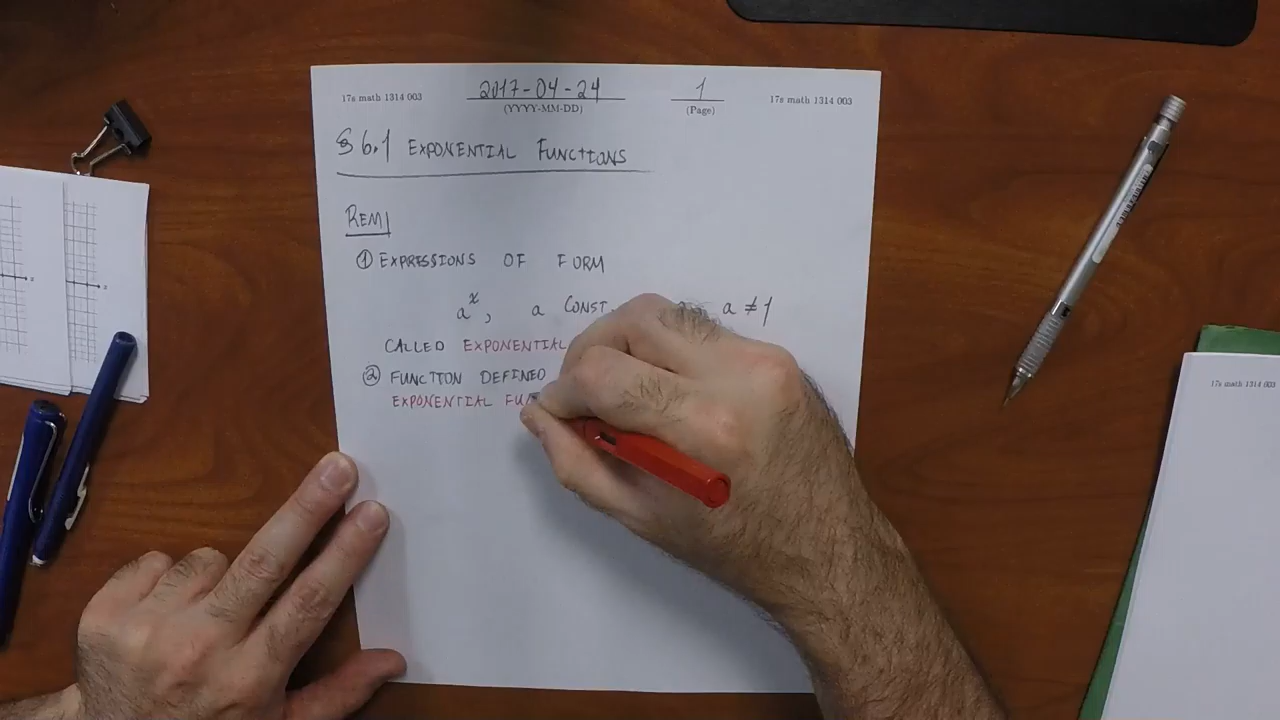 17s math 1314 003 2017-04-24 1 17s math 1314 003
(YYYY-MM-DD) (Page)
§ 6.1 EXPONENTIAL FUNCTIONS
REM
① EXPRESSIONS OF FORM
a^x, a CONST. a ≠ 1
CALLED EXPONENTIAL
② FUNCTION DEFINED
EXPONENTIAL FUN
17s math 1314 003